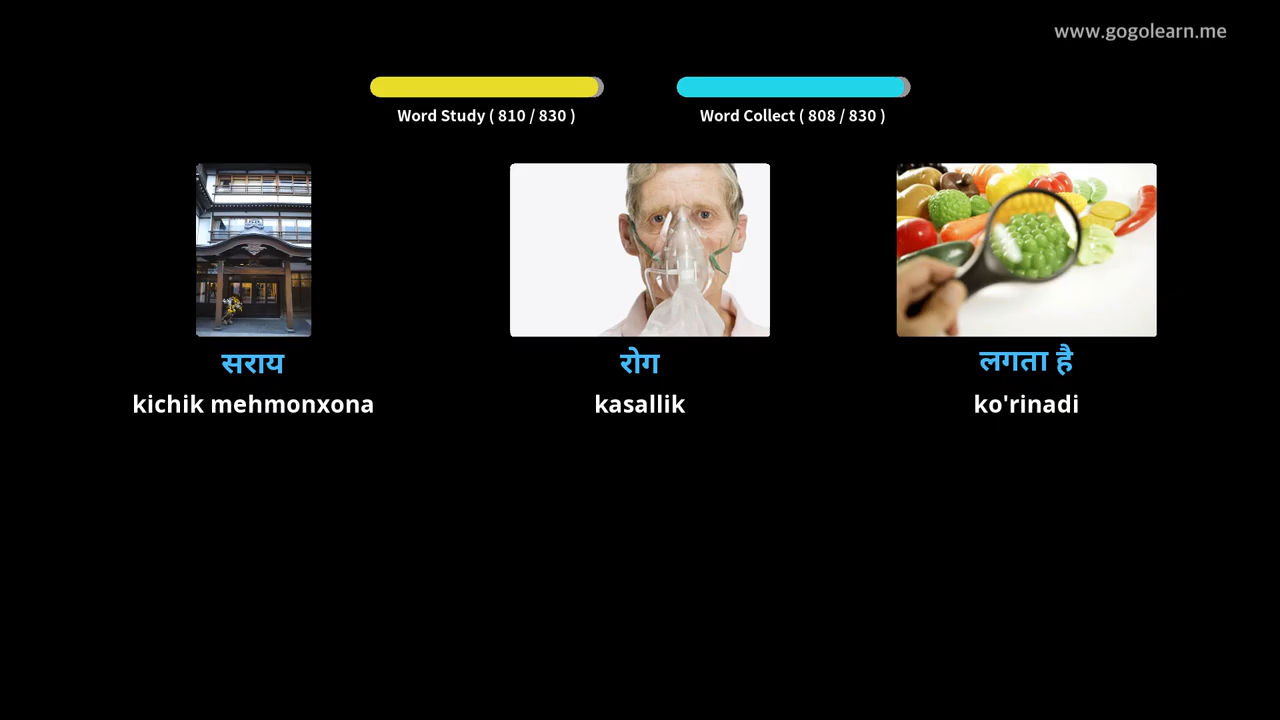 www.gogolearn.me
Word Study ( 810 / 830 )
Word Collect ( 808 / 830 )
सराय
रोग
लगता है
kichik mehmonxona
kasallik
ko'rinadi